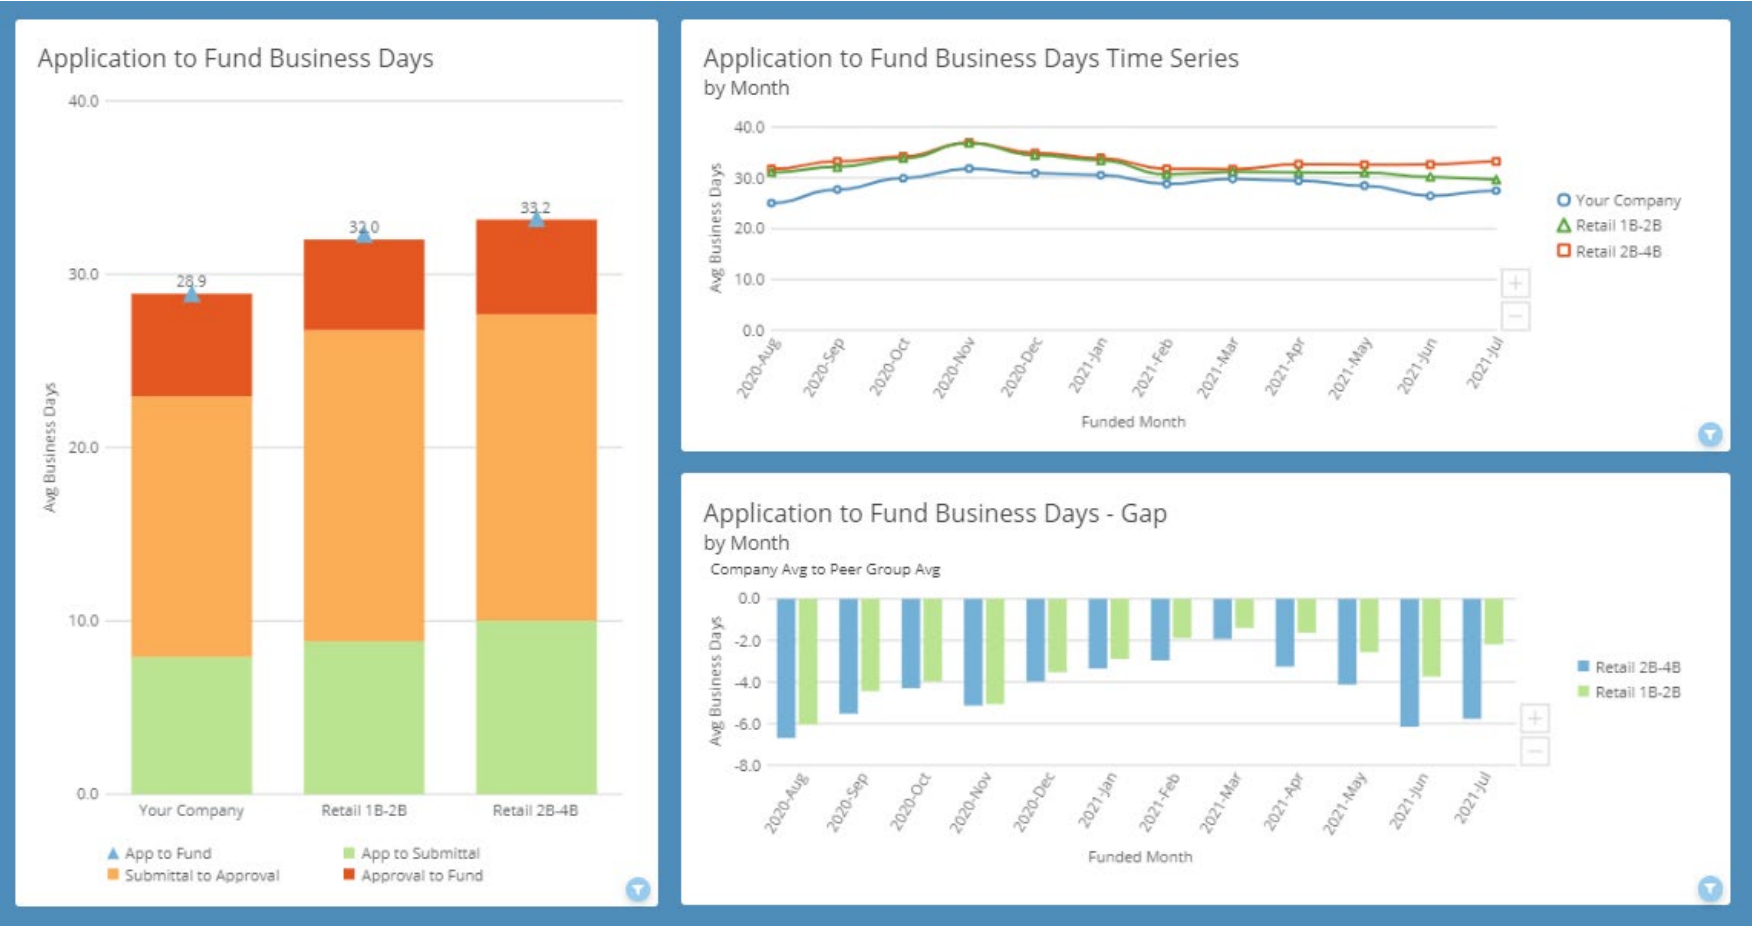 Application to Fund Business Days
40.0
30.0
20.0
10.0
0.0
Avg Business Days
28.9
32.0
33.2
Your Company
Retail 1B-2B
Retail 2B-4B
App to Fund
App to Submittal
Submittal to Approval
Approval to Fund
Application to Fund Business Days Time Series
by Month
40.0
30.0
20.0
10.0
0.0
Avg Business Days
2020-Aug
2020-Sep
2020-Oct
2020-Nov
2020-Dec
2021-Jan
2021-Feb
2021-Mar
2021-Apr
2021-May
2021-Jun
2021-Jul
Funded Month
Your Company
Retail 1B-2B
Retail 2B-4B
+
−
Application to Fund Business Days - Gap
by Month
Company Avg to Peer Group Avg
0.0
-2.0
-4.0
-6.0
-8.0
Avg Business Days
2020-Aug
2020-Sep
2020-Oct
2020-Nov
2020-Dec
2021-Jan
2021-Feb
2021-Mar
2021-Apr
2021-May
2021-Jun
2021-Jul
Funded Month
Retail 2B-4B
Retail 1B-2B
+
−